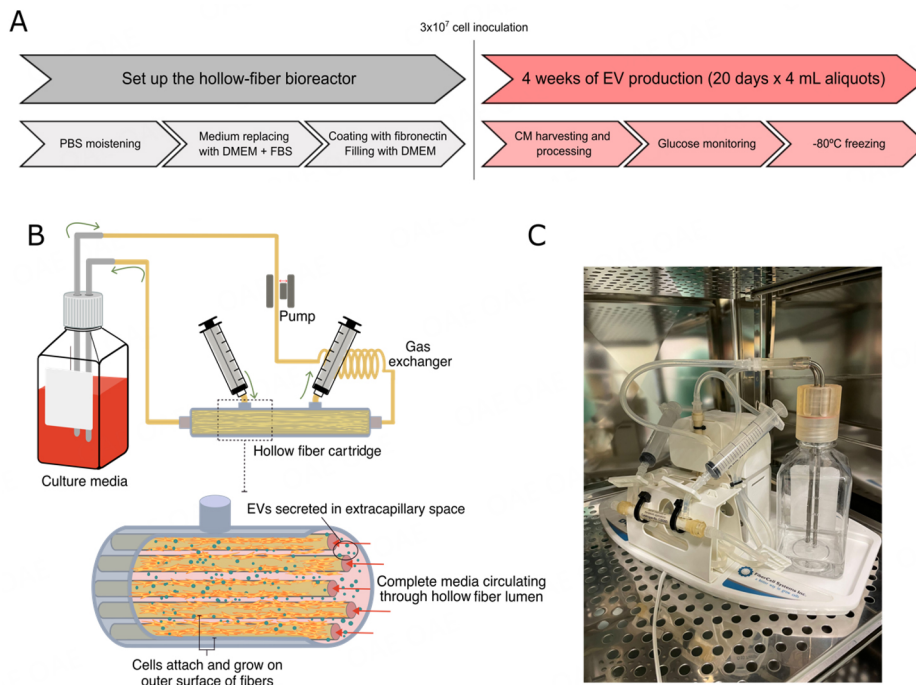 A
3x10⁷ cell inoculation
Set up the hollow-fiber bioreactor
4 weeks of EV production (20 days x 4 mL aliquots)
PBS moistening
Medium replacing
with DMEM + FBS
Coating with fibronectin
Filling with DMEM
CM harvesting and
processing
Glucose monitoring
-80ºC freezing
B
Pump
Gas
exchanger
Hollow fiber cartridge
Culture media
EVs secreted in extracapillary space
Complete media circulating
through hollow fiber lumen
Cells attach and grow on
outer surface of fibers
C
FiberCell Systems Inc.